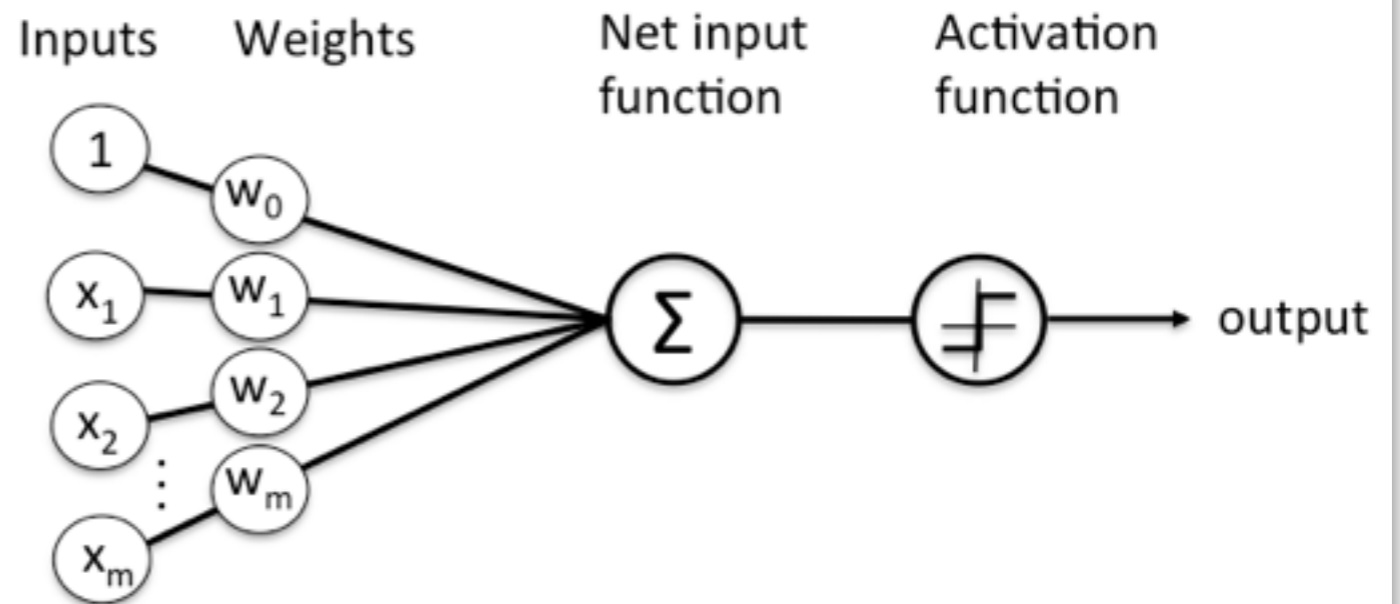 Inputs
Weights
Net input
function
Activation
function
1
w₀
x₁
w₁
x₂
w₂
⋮
xₘ
wₘ
Σ
output